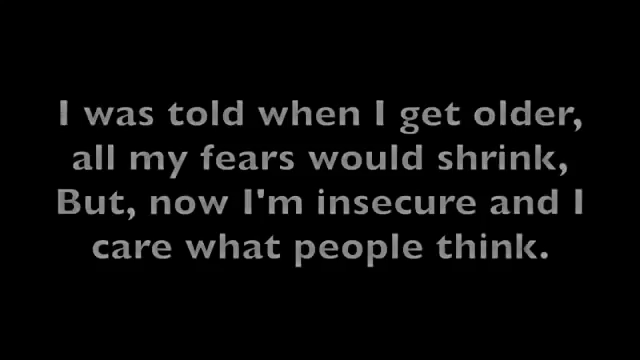 I was told when I get older,
all my fears would shrink,
But, now I'm insecure and I
care what people think.